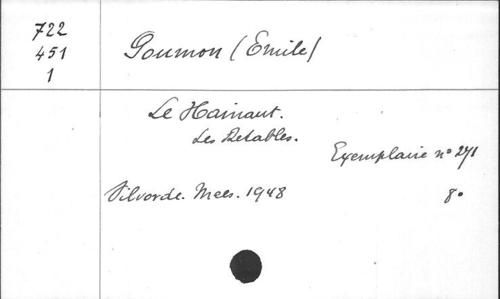 722
451
1
Poumon (Emile)
Le Hainaut.
Les Retables.
Exemplaire n° 271
Vilvorde. Mees. 1948
8°